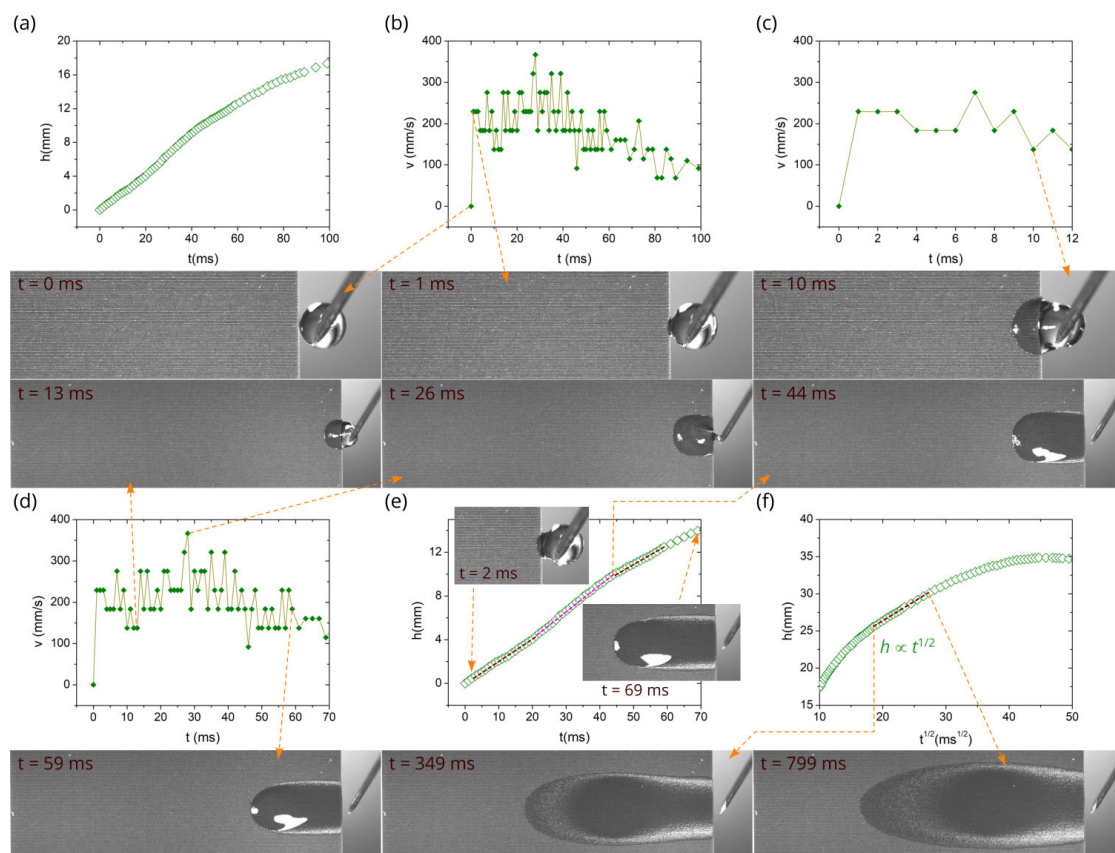 (a)
(b)
(c)
h(mm)
20
16
12
8
4
0
0 20 40 60 80 100
t(ms)
v (mm/s)
400
300
200
100
0
0 20 40 60 80 100
t (ms)
v (mm/s)
400
300
200
100
0
0 2 4 6 8 10 12
t (ms)
t = 0 ms
t = 1 ms
t = 10 ms
t = 13 ms
t = 26 ms
t = 44 ms
(d)
(e)
(f)
v (mm/s)
400
300
200
100
0
0 10 20 30 40 50 60 70
t (ms)
h(mm)
12
8
4
0
t = 2 ms
t = 69 ms
0 10 20 30 40 50 60 70
t(ms)
h(mm)
40
35
30
25
20
15
h ∝ t^1/2
10 20 30 40 50
t^1/2(ms^1/2)
t = 59 ms
t = 349 ms
t = 799 ms